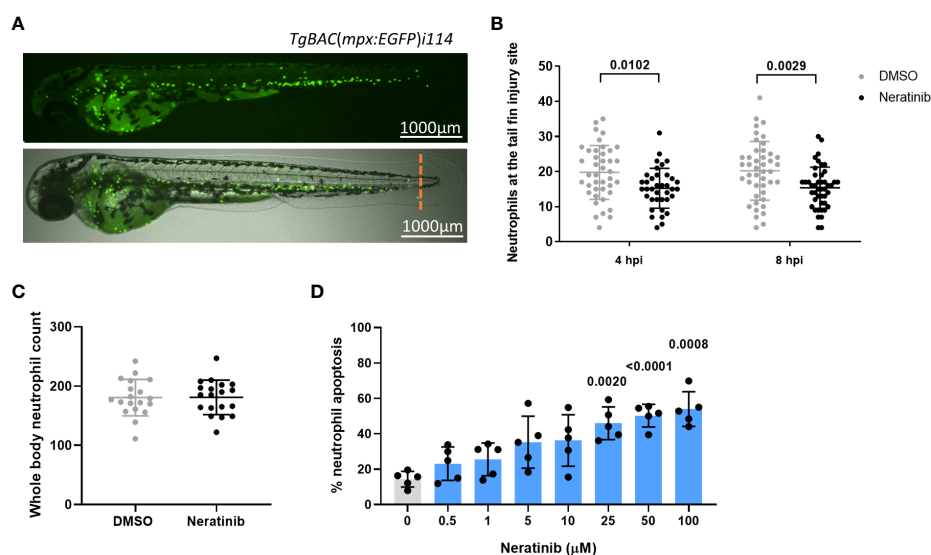 A
TgBAC(mpx:EGFP)i114
1000μm
1000μm
B
Neutrophils at the tail fin injury site
50
40
30
20
10
0
0.0102
0.0029
4 hpi
8 hpi
DMSO
Neratinib
C
Whole body neutrophil count
300
200
100
0
DMSO
Neratinib
D
% neutrophil apoptosis
100
80
60
40
20
0
0.0020
<0.0001
0.0008
0
0.5
1
5
10
25
50
100
Neratinib (μM)